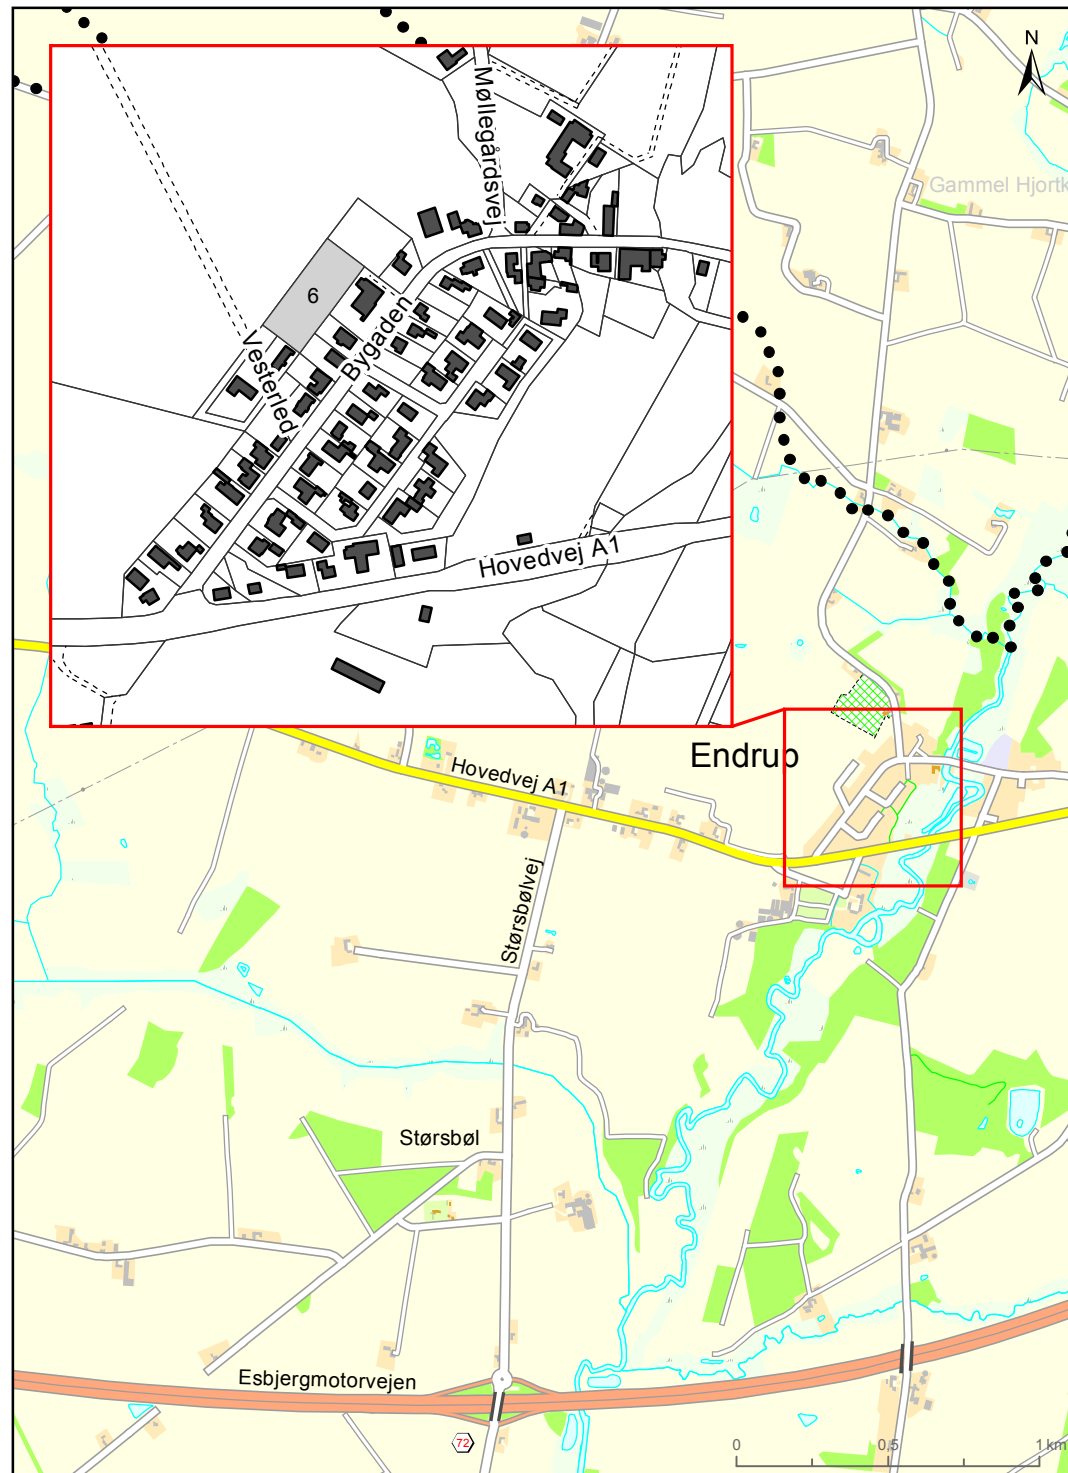 N
Møllegårdsvej
Gammel Hjortk
6
Bygaden
Vesterled
Hovedvej A1
Endrup
Hovedvej A1
Størsbølvej
Størsbøl
Esbjergmotorvejen
72
0 0,5 1 km